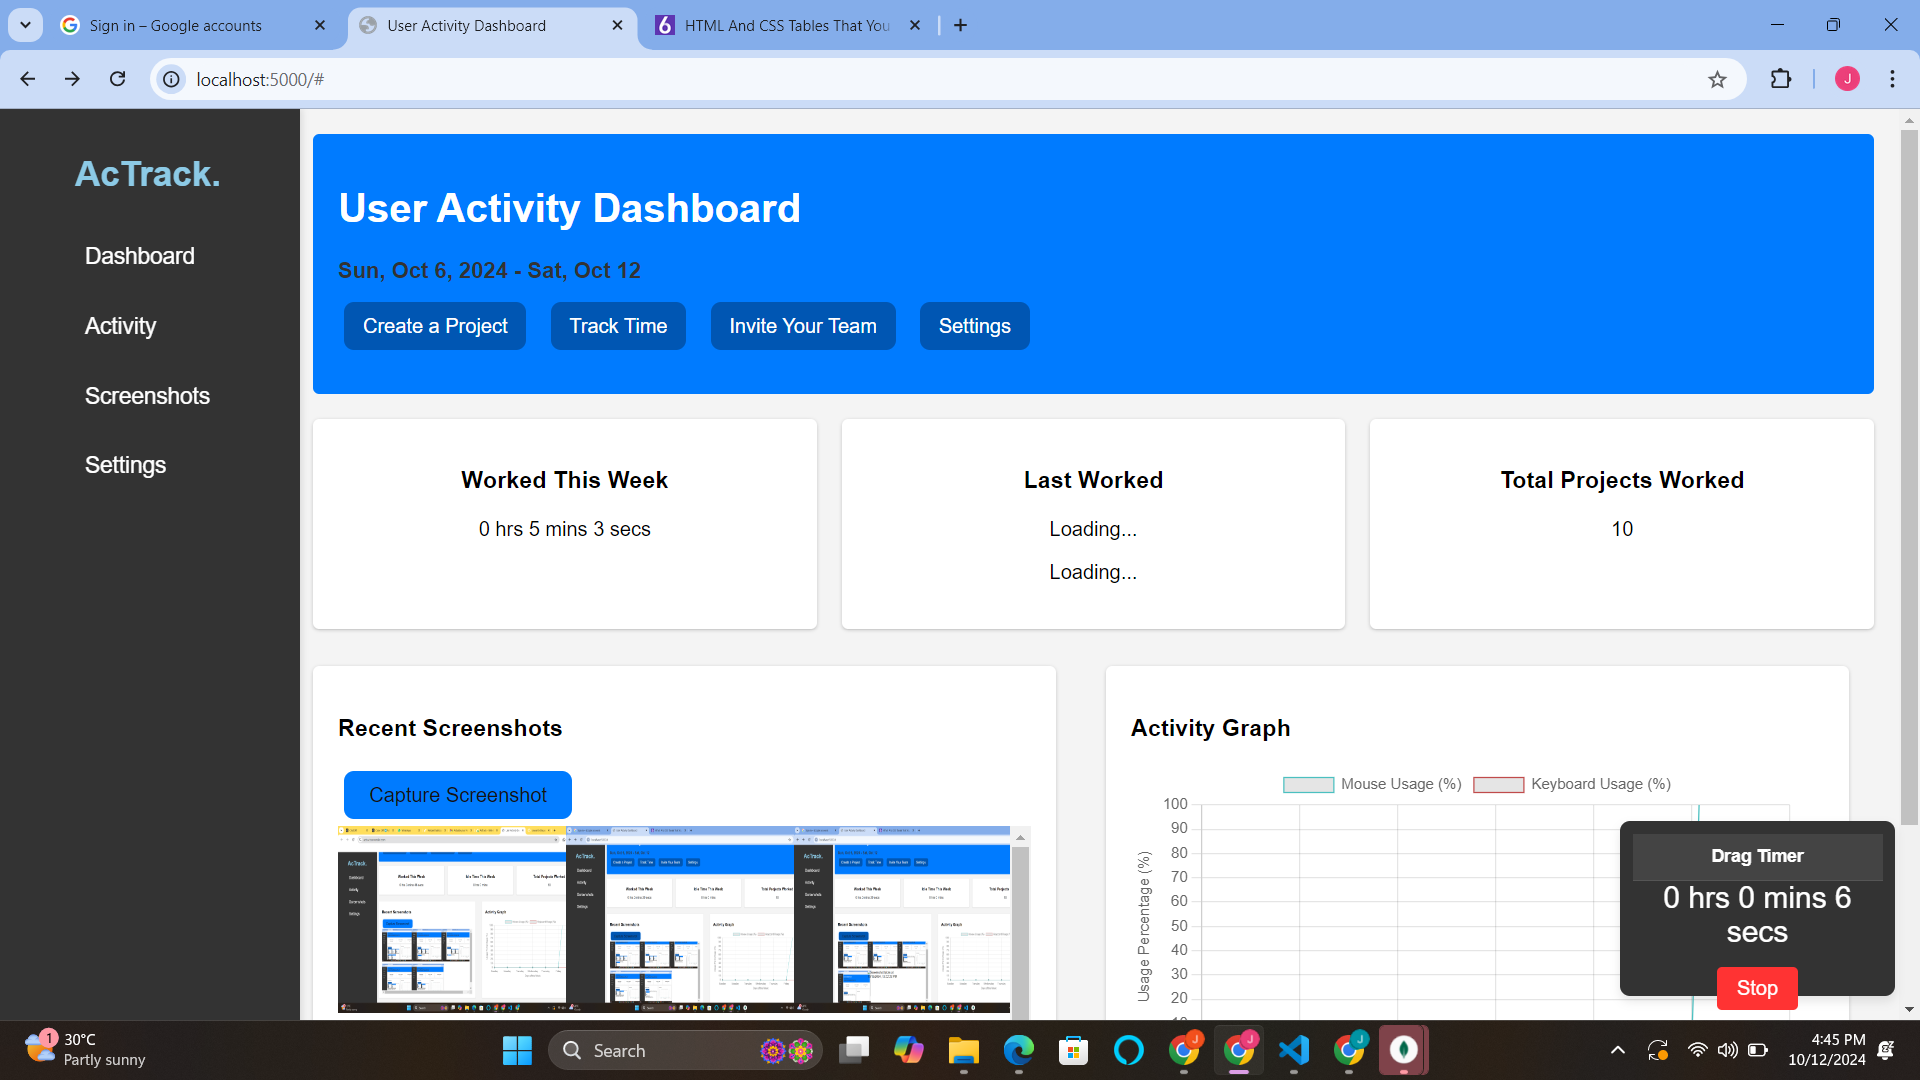 Sign in – Google accounts
User Activity Dashboard
HTML And CSS Tables That You
localhost:5000/#
J
AcTrack.
Dashboard
Activity
Screenshots
Settings
User Activity Dashboard
Sun, Oct 6, 2024 - Sat, Oct 12
Create a Project
Track Time
Invite Your Team
Settings
Worked This Week
0 hrs 5 mins 3 secs
Last Worked
Loading...
Loading...
Total Projects Worked
10
Recent Screenshots
Capture Screenshot
Activity Graph
Mouse Usage (%)
Keyboard Usage (%)
Usage Percentage (%)
100
90
80
70
60
50
40
30
20
Drag Timer
0 hrs 0 mins 6
secs
Stop
1
30°C
Partly sunny
Search
4:45 PM
10/12/2024